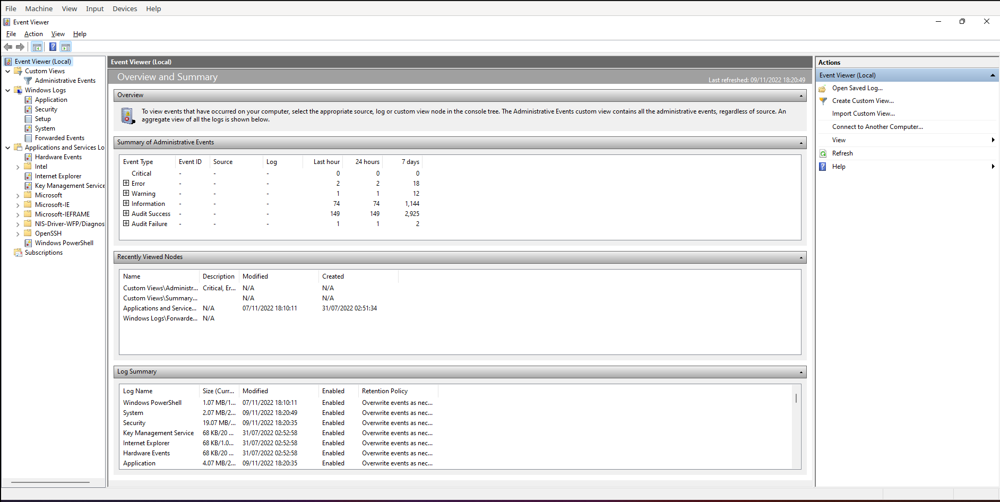 File Machine View Input Devices Help
Event Viewer
File Action View Help
Event Viewer (Local)
Custom Views
Administrative Events
Windows Logs
Application
Security
Setup
System
Forwarded Events
Applications and Services Lo
Hardware Events
Intel
Internet Explorer
Key Management Service
Microsoft
Microsoft-IE
Microsoft-IEFRAME
NIS-Driver-WFP/Diagnos
OpenSSH
Windows PowerShell
Subscriptions
Event Viewer (Local)
Overview and Summary
Last refreshed: 09/11/2022 18:20:49
Overview
To view events that have occurred on your computer, select the appropriate source, log or custom view node in the console tree. The Administrative Events custom view contains all the administrative events, regardless of source. An
aggregate view of all the logs is shown below.
Summary of Administrative Events
Event Type Event ID Source Log Last hour 24 hours 7 days
Critical - - - 0 0 0
Error - - - 2 2 18
Warning - - - 1 1 12
Information - - - 74 74 1,144
Audit Success - - - 149 149 2,925
Audit Failure - - - 1 1 2
Recently Viewed Nodes
Name Description Modified Created
Custom Views\Administr... Critical, Er... N/A N/A
Custom Views\Summary... N/A N/A
Applications and Service... N/A 07/11/2022 18:10:11 31/07/2022 02:51:34
Windows Logs\Forwarde... N/A
Log Summary
Log Name Size (Curr... Modified Enabled Retention Policy
Windows PowerShell 1.07 MB/1... 07/11/2022 18:10:11 Enabled Overwrite events as nec...
System 2.07 MB/2... 09/11/2022 18:20:49 Enabled Overwrite events as nec...
Security 19.07 MB/... 09/11/2022 18:20:35 Enabled Overwrite events as nec...
Key Management Service 68 KB/20 ... 31/07/2022 02:52:58 Enabled Overwrite events as nec...
Internet Explorer 68 KB/1.0... 31/07/2022 02:52:58 Enabled Overwrite events as nec...
Hardware Events 68 KB/20 ... 31/07/2022 02:52:58 Enabled Overwrite events as nec...
Application 4.07 MB/2... 09/11/2022 18:20:35 Enabled Overwrite events as nec...
Actions
Event Viewer (Local)
Open Saved Log...
Create Custom View...
Import Custom View...
Connect to Another Computer...
View
Refresh
Help